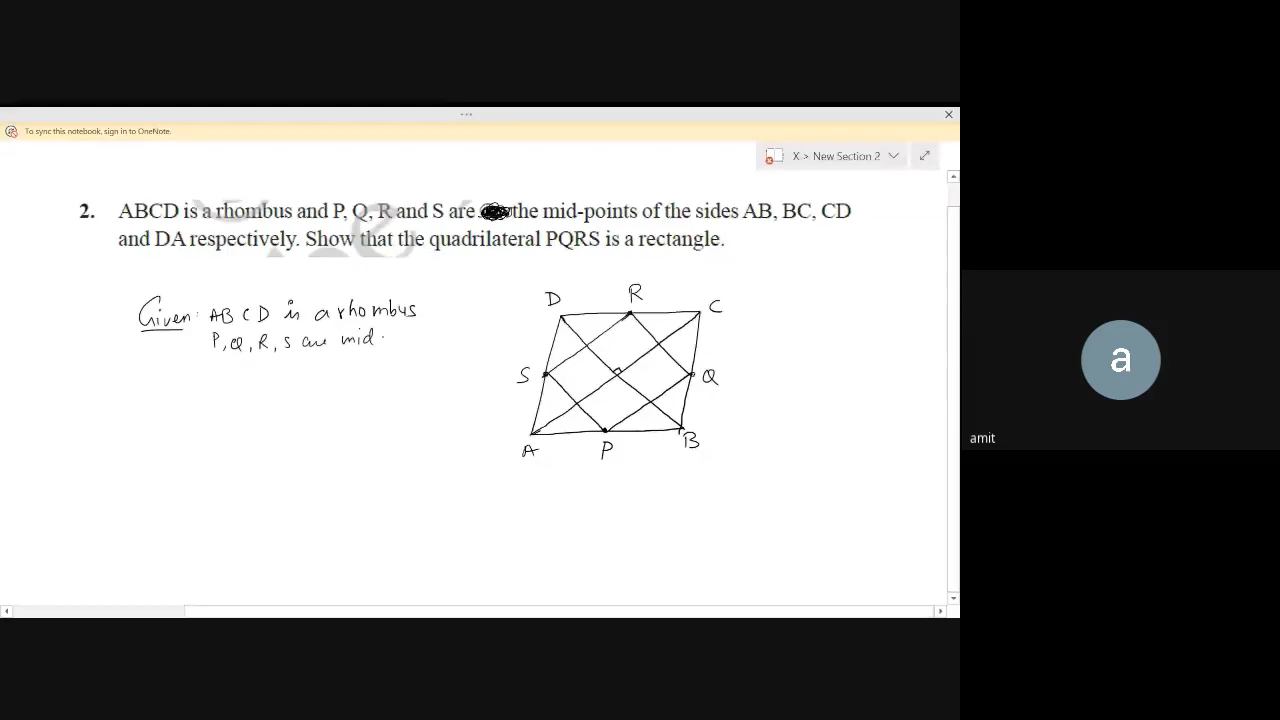 To sync this notebook, sign in to OneNote.
X > New Section 2
2. ABCD is a rhombus and P, Q, R and S are the mid-points of the sides AB, BC, CD
and DA respectively. Show that the quadrilateral PQRS is a rectangle.
Given: ABCD is a rhombus
P, Q, R, S are mid.
D R C
S Q
A P B
a
amit